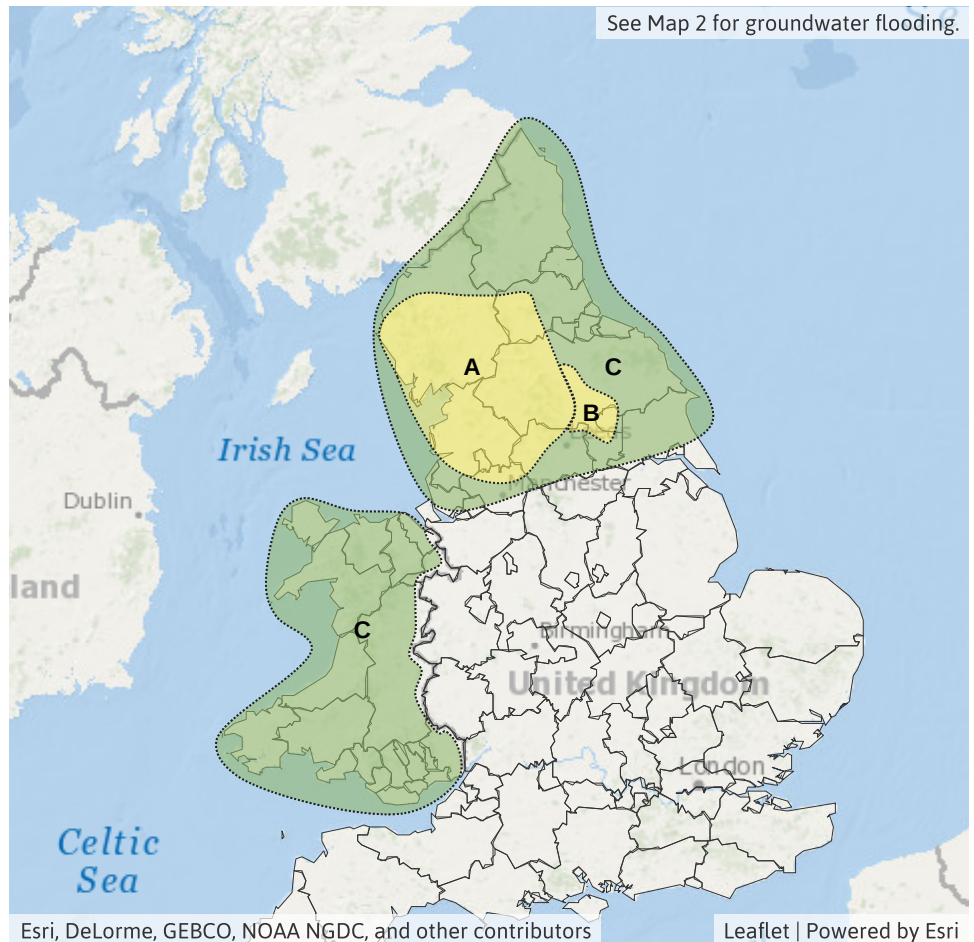 See Map 2 for groundwater flooding.
A
C
B
Irish Sea
Manchester
Dublin
land
C
Birmingham
United Kingdom
London
Celtic
Sea
Esri, DeLorme, GEBCO, NOAA NGDC, and other contributors
Leaflet | Powered by Esri